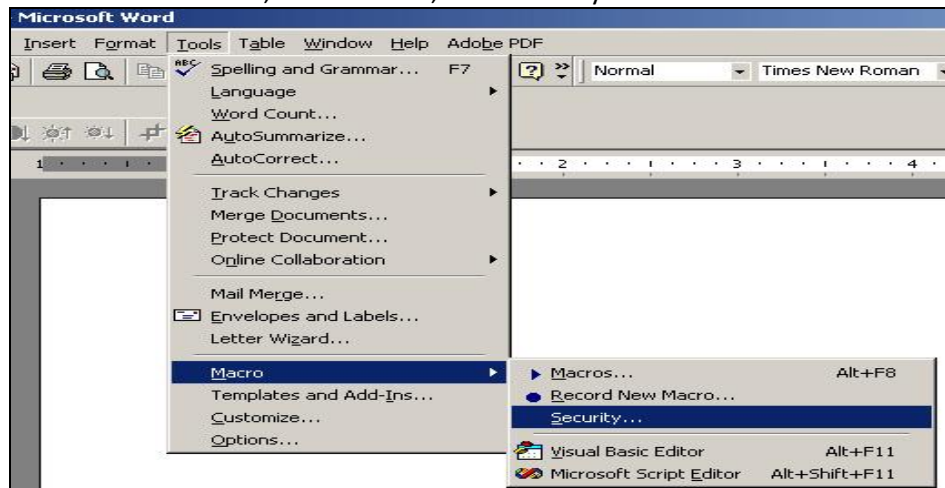 Microsoft Word
Insert Format Tools Table Window Help Adobe PDF
Normal Times New Roman
ABC Spelling and Grammar... F7
Language
Word Count...
AutoSummarize...
AutoCorrect...
1 2 3 4
Track Changes
Merge Documents...
Protect Document...
Online Collaboration
Mail Merge...
Envelopes and Labels...
Letter Wizard...
Macro
Templates and Add-Ins...
Customize...
Options...
Macros... Alt+F8
Record New Macro...
Security...
Visual Basic Editor Alt+F11
Microsoft Script Editor Alt+Shift+F11